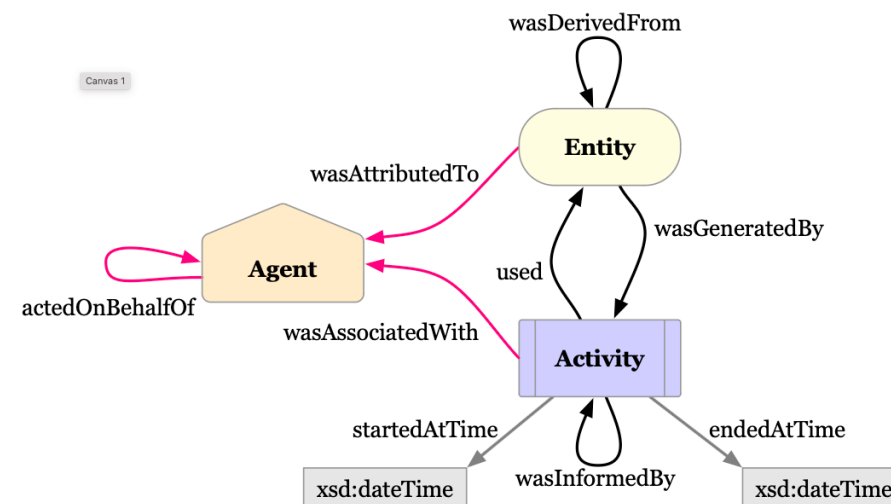 wasDerivedFrom
Canvas 1
Entity
wasAttributedTo
wasGeneratedBy
Agent
used
actedOnBehalfOf
wasAssociatedWith
Activity
startedAtTime
endedAtTime
wasInformedBy
xsd:dateTime
xsd:dateTime